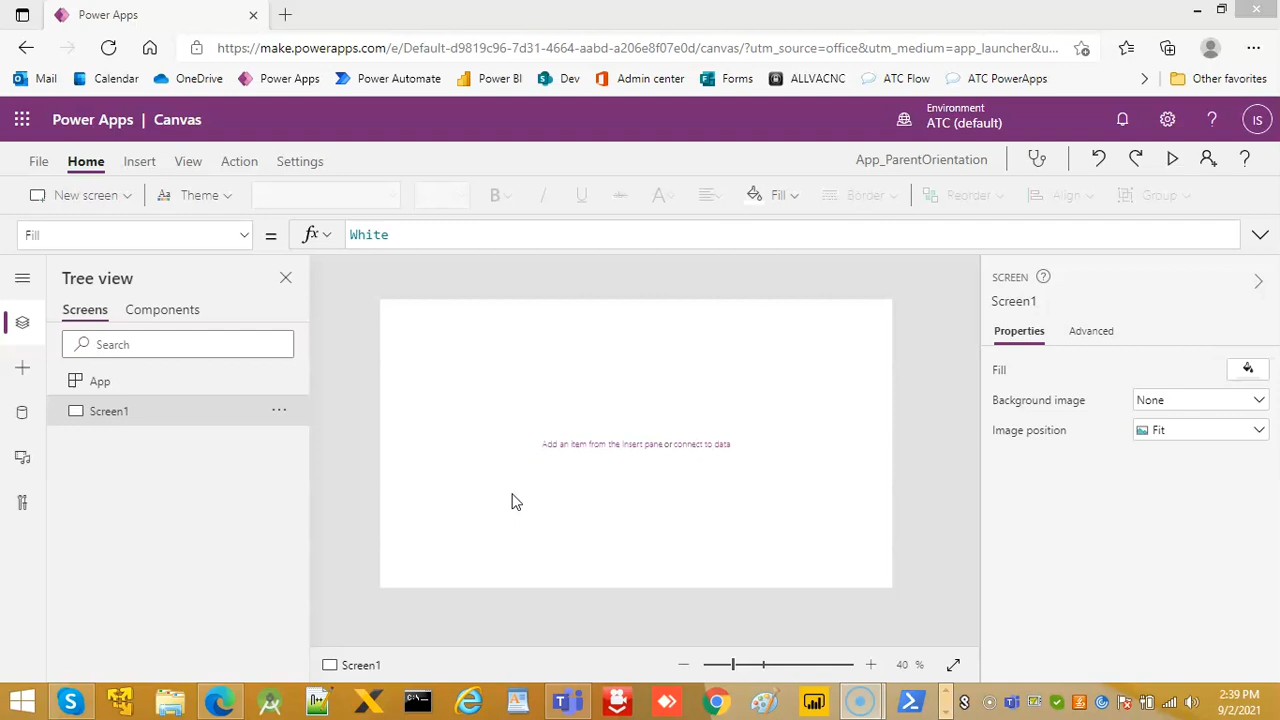 Power Apps
https://make.powerapps.com/e/Default-d9819c96-7d31-4664-aabd-a206e8f07e0d/canvas/?utm_source=office&utm_medium=app_launcher&u...
Mail Calendar OneDrive Power Apps Power Automate Power BI Dev Admin center Forms ALLVACNC ATC Flow ATC PowerApps Other favorites
Power Apps | Canvas
Environment
ATC (default)
IS
File Home Insert View Action Settings App_ParentOrientation
New screen Theme B U A Fill Border Reorder Align Group
Fill = fx White
Tree view
Screens Components
Search
App
Screen1
Add an item from the Insert pane or connect to data
SCREEN
Screen1
Properties Advanced
Fill
Background image None
Image position Fit
Screen1 40 %
2:39 PM
9/2/2021